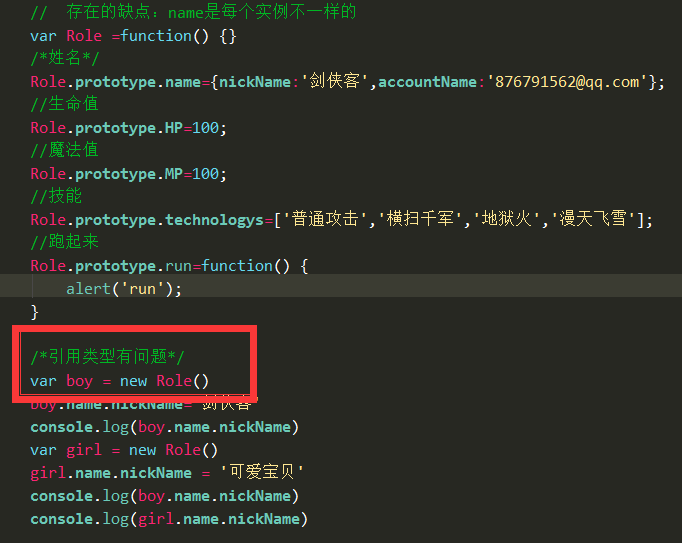 // 存在的缺点：name是每个实例不一样的
var Role =function() {}
/*姓名*/
Role.prototype.name={nickName:'剑侠客',accountName:'876791562@qq.com'};
//生命值
Role.prototype.HP=100;
//魔法值
Role.prototype.MP=100;
//技能
Role.prototype.technologys=['普通攻击','横扫千军','地狱火','漫天飞雪'];
//跑起来
Role.prototype.run=function() {
alert('run');
}
/*引用类型有问题*/
var boy = new Role()
boy.name.nickName='剑侠客'
console.log(boy.name.nickName)
var girl = new Role()
girl.name.nickName = '可爱宝贝'
console.log(boy.name.nickName)
console.log(girl.name.nickName)